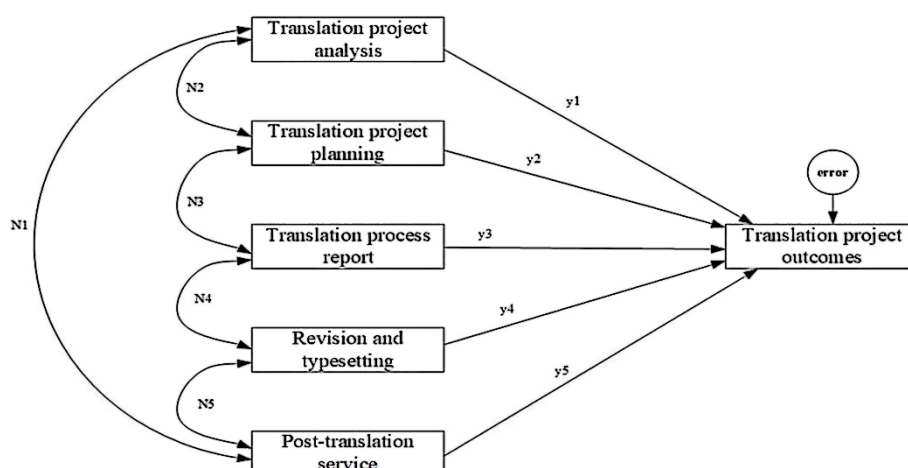 Translation project
analysis
N2
y1
Translation project
planning
y2
error
N3
N1
Translation process
report
y3
Translation project
outcomes
N4
y4
Revision and
typesetting
y5
N5
Post-translation
service